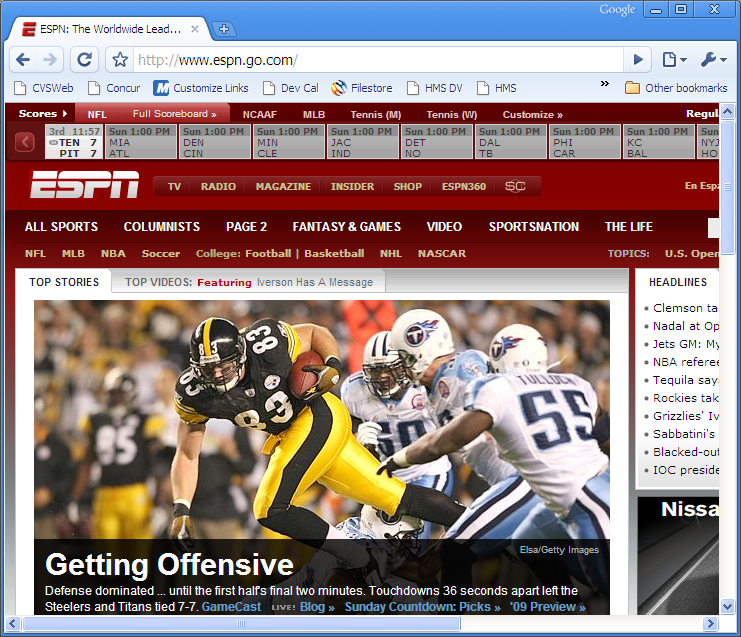 Google
ESPN: The Worldwide Lead...
http://www.espn.go.com/
CVSWeb Concur Customize Links Dev Cal Filestore HMS DV HMS » Other bookmarks
Scores NFL Full Scoreboard » NCAAF MLB Tennis (M) Tennis (W) Customize » Regul
3rd 11:57 Sun 1:00 PM Sun 1:00 PM Sun 1:00 PM Sun 1:00 PM Sun 1:00 PM Sun 1:00 PM Sun 1:00 PM Sun 1:00 PM Sun
TEN 7 MIA DEN MIN JAC DET DAL PHI KC NYJ
PIT 7 ATL CIN CLE IND NO TB CAR BAL HO
ESPN TV RADIO MAGAZINE INSIDER SHOP ESPN360 SC En Espa
ALL SPORTS COLUMNISTS PAGE 2 FANTASY & GAMES VIDEO SPORTSNATION THE LIFE
NFL MLB NBA Soccer College: Football | Basketball NHL NASCAR TOPICS: U.S. Open
TOP STORIES TOP VIDEOS: Featuring Iverson Has A Message
83
83
85
60
TULLOCH
55
Elsa/Getty Images
Getting Offensive
Defense dominated ... until the first half's final two minutes. Touchdowns 36 seconds apart left the
Steelers and Titans tied 7-7. GameCast LIVE! Blog » Sunday Countdown: Picks » '09 Preview »
HEADLINES
Clemson ta
Nadal at Op
Jets GM: My
NBA refere
Tequila say
Rockies tak
Grizzlies' Iv
Sabbatini's
Blacked-out
IOC preside
Nissa